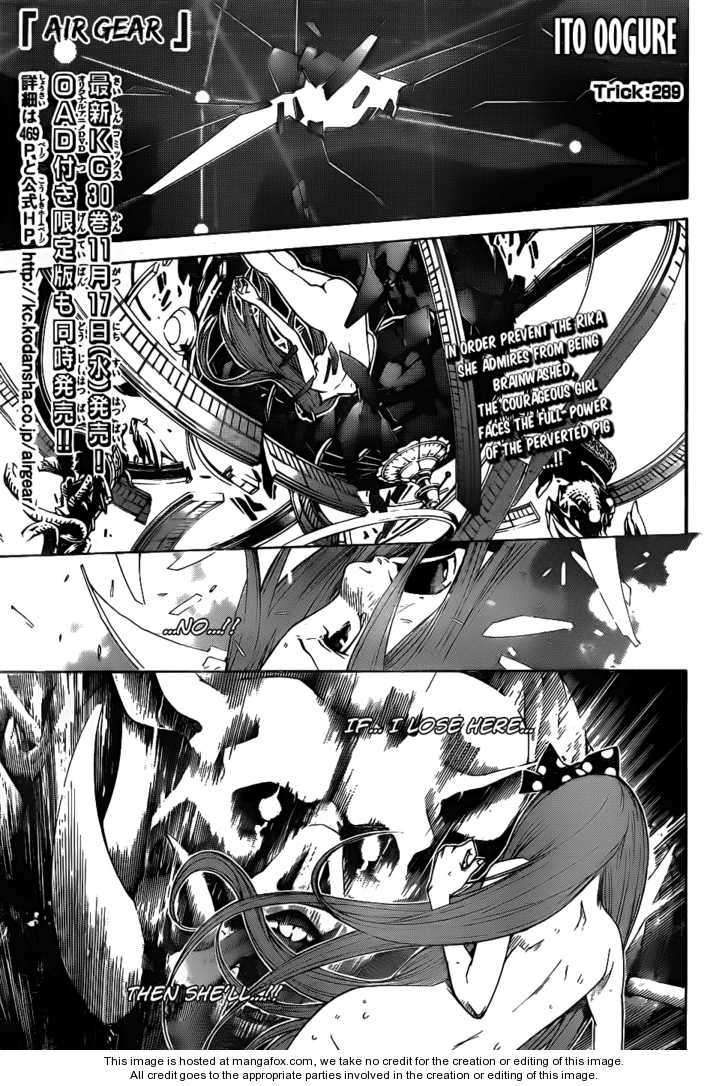 『 AIR GEAR 』
ITO OOGURE
Trick:289
最新KC30巻11月17日(水)発売!
OAD付き限定版も同時発売!!
詳細は469Pと公式HP http://kc.kodansha.co.jp/airgear/
IN ORDER PREVENT THE RIKA
SHE ADMIRES FROM BEING
BRAINWASHED,
THE COURAGEOUS GIRL
FACES THE FULL-POWER
OF THE PERVERTED PIG
....!!
...NO...!!
IF... I LOSE HERE...
THEN SHE'LL...!!
This image is hosted at mangafox.com, we take no credit for the creation or editing of this image.
All credit goes to the appropriate parties involved in the creation or editing of this image.